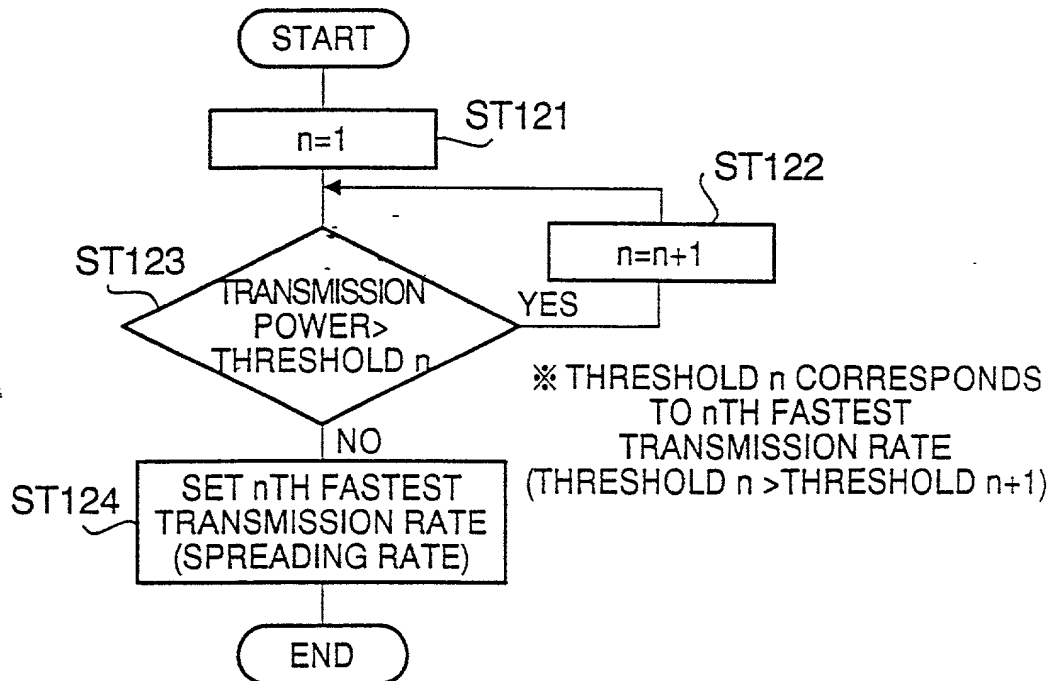 START
n=1
ST121
ST122
n=n+1
ST123
TRANSMISSION
POWER>
THRESHOLD n
YES
NO
※ THRESHOLD n CORRESPONDS
TO nTH FASTEST
TRANSMISSION RATE
(THRESHOLD n >THRESHOLD n+1)
ST124
SET nTH FASTEST
TRANSMISSION RATE
(SPREADING RATE)
END